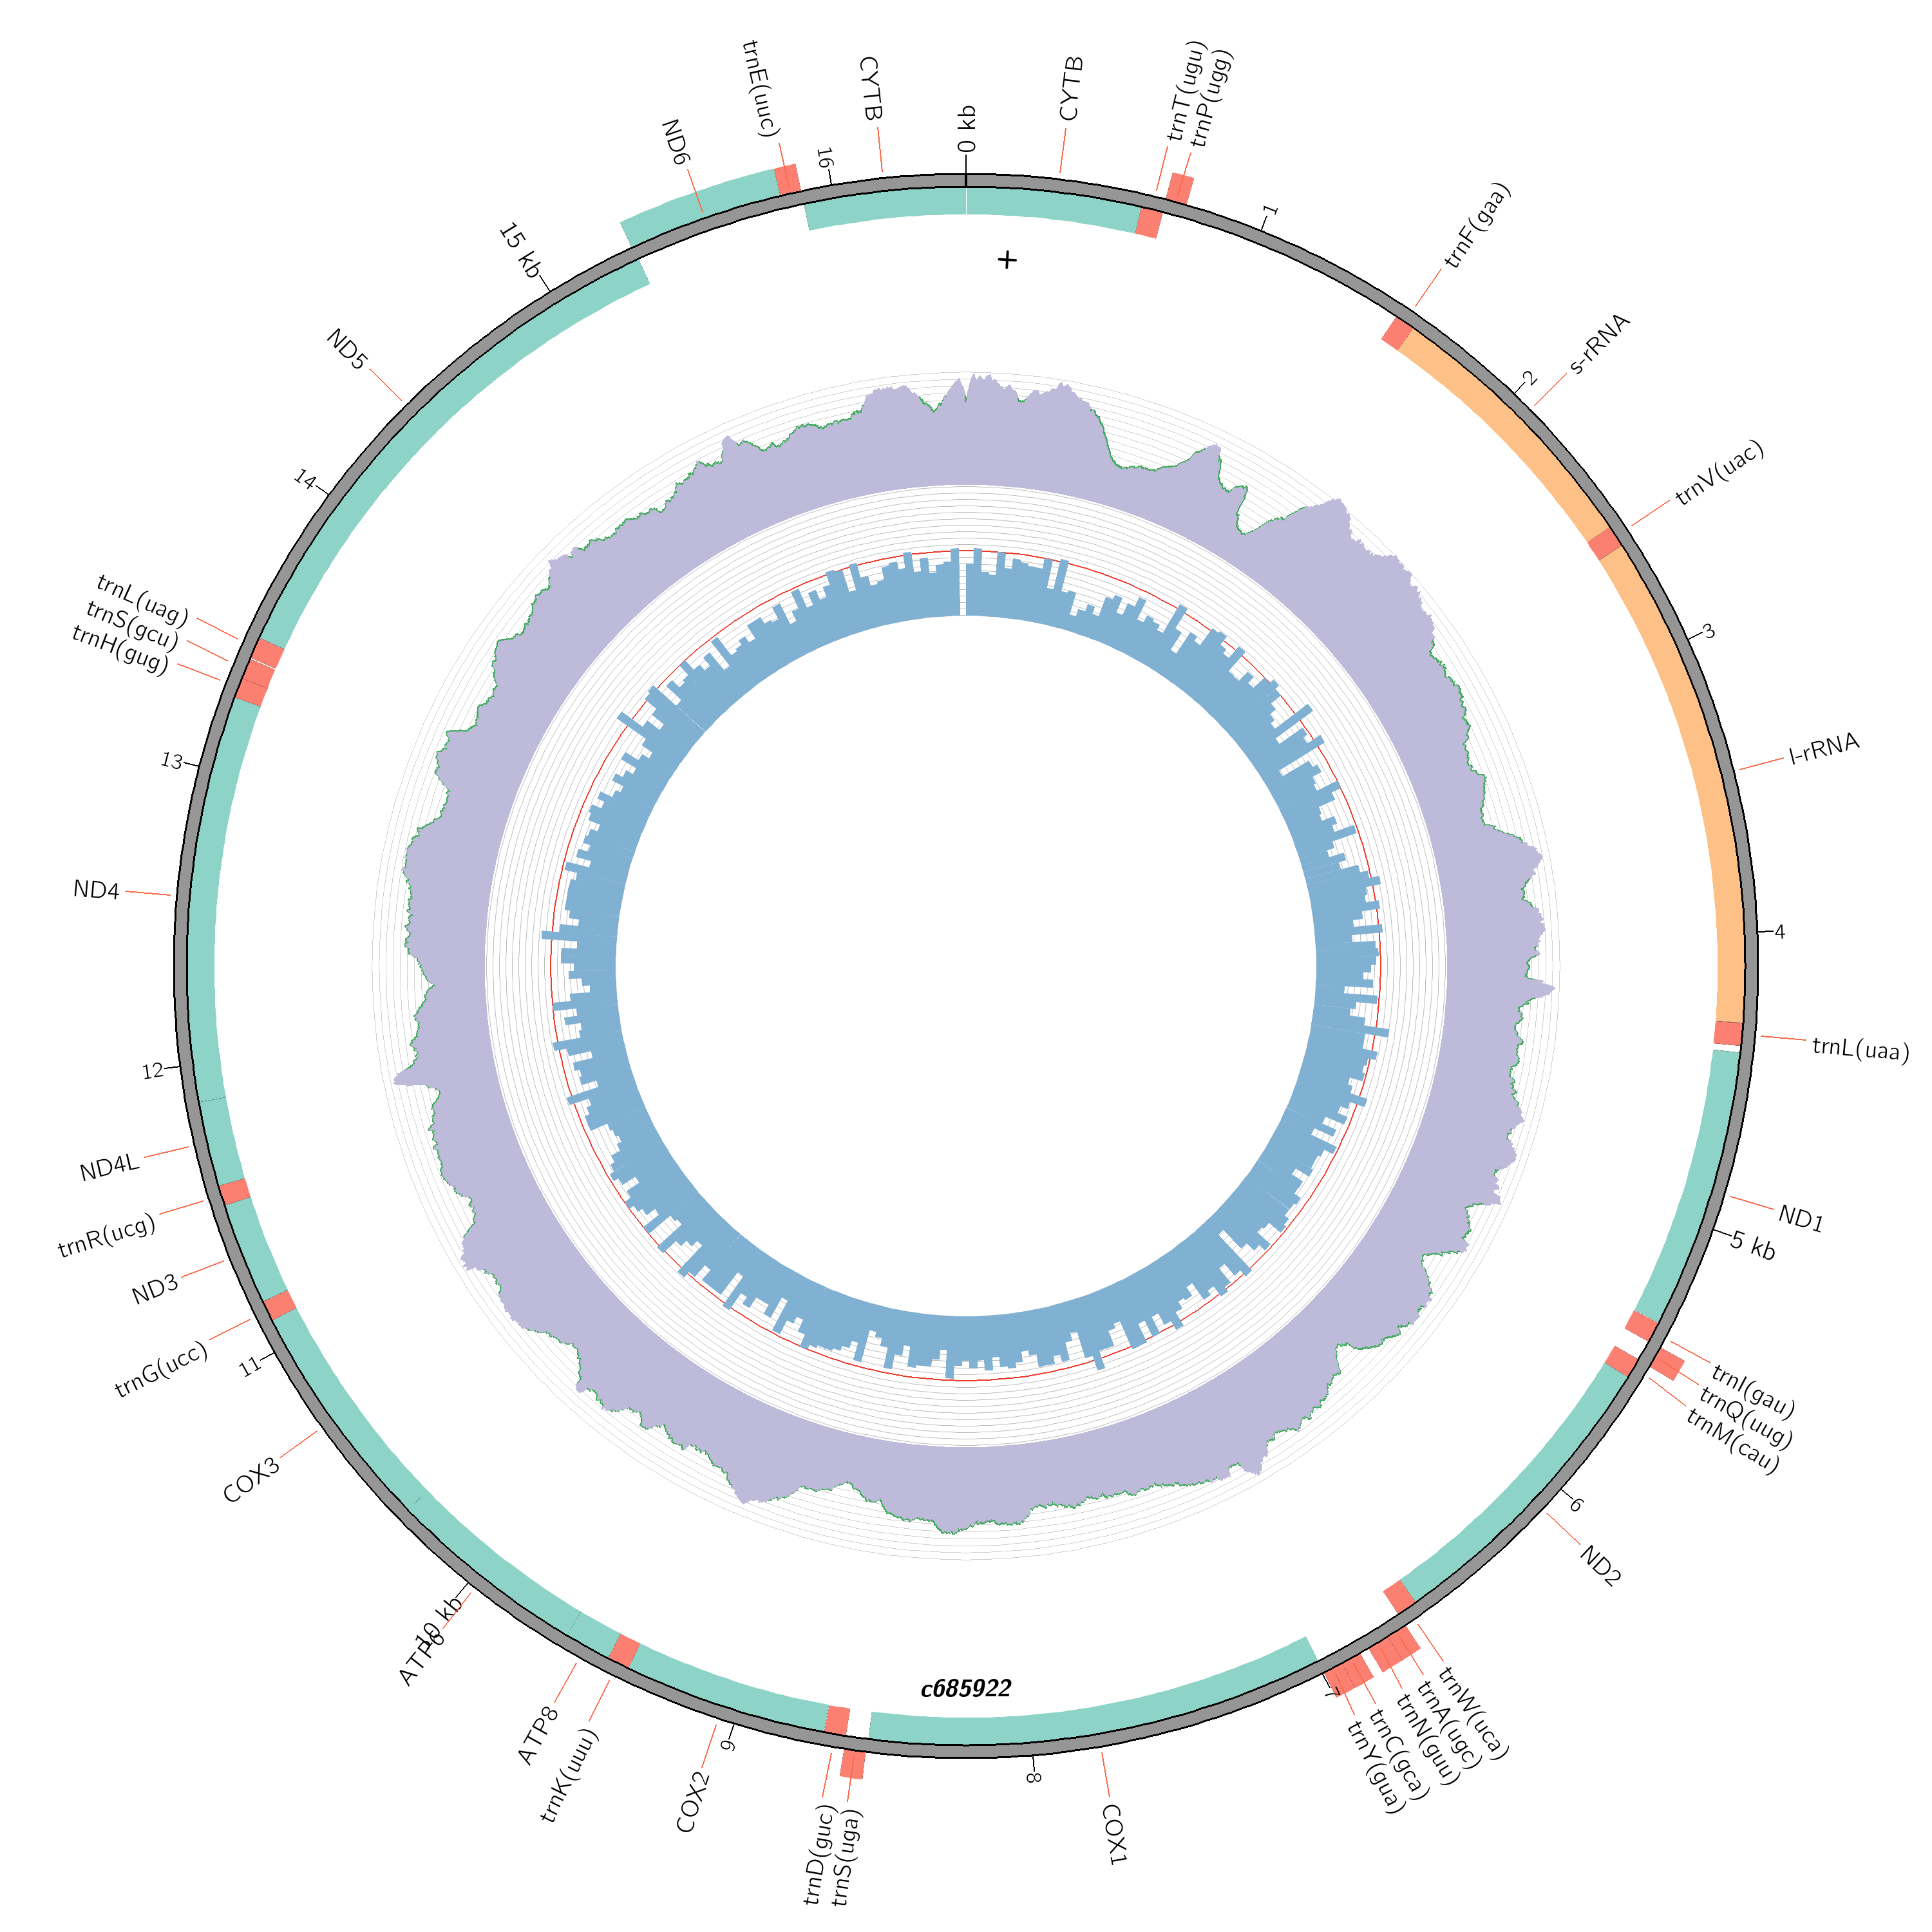 0 kb
CYTB
trnT(ugu)
trnP(ugg)
1
trnF(gaa)
2
s-rRNA
trnV(uac)
3
l-rRNA
4
trnL(uaa)
ND1
5 kb
trnI(gau)
trnQ(uug)
trnM(cau)
6
ND2
trnW(uca)
trnA(ugc)
trnN(guu)
trnC(gca)
trnY(gua)
7
COX1
8
c685922
trnS(uga)
trnD(guc)
9
COX2
trnK(uuu)
ATP8
ATP6
10 kb
COX3
11
trnG(ucc)
ND3
trnR(ucg)
ND4L
12
ND4
13
trnH(gug)
trnS(gcu)
trnL(uag)
14
ND5
15 kb
ND6
trnE(uuc)
16
CYTB
+